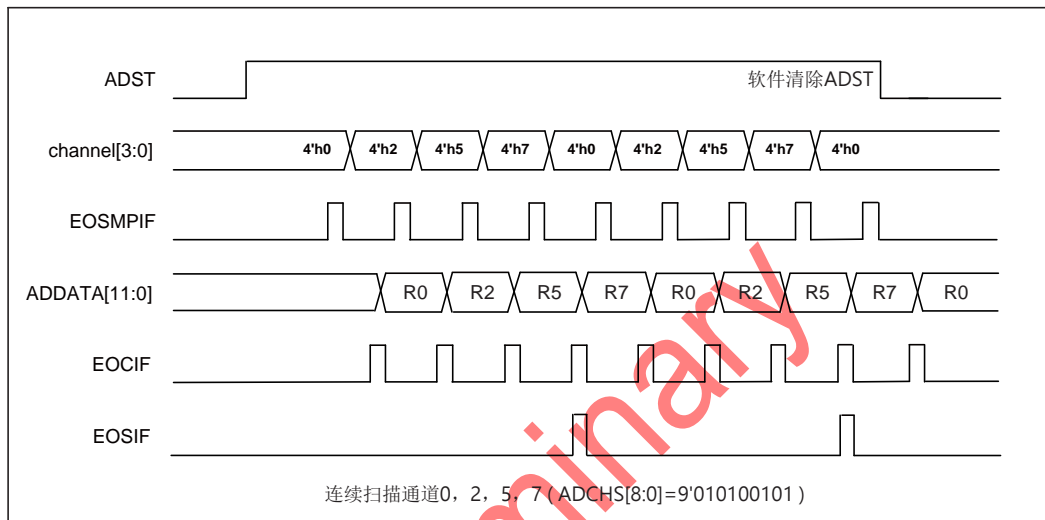 ADST 软件清除ADST
channel[3:0] 4'h0 4'h2 4'h5 4'h7 4'h0 4'h2 4'h5 4'h7 4'h0
EOSMPIF
ADDATA[11:0] R0 R2 R5 R7 R0 R2 R5 R7 R0
EOCIF
EOSIF
连续扫描通道0，2，5，7 ( ADCHS[8:0]=9'010100101 )
minary